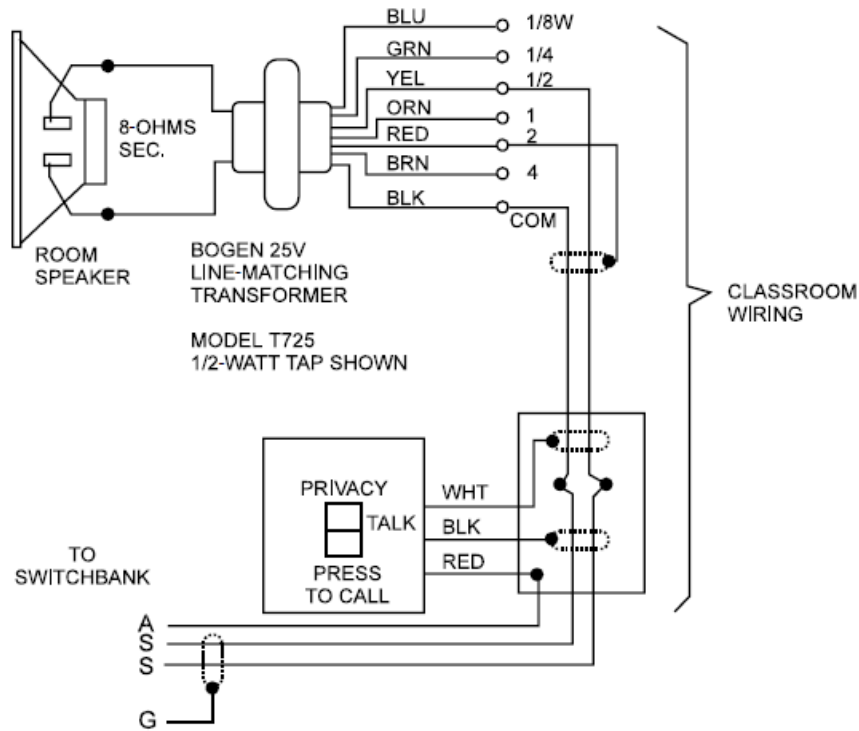 BLU
1/8W
GRN
1/4
YEL
1/2
ORN
1
RED
2
BRN
4
BLK
COM
8-OHMS
SEC.
ROOM
SPEAKER
BOGEN 25V
LINE-MATCHING
TRANSFORMER
MODEL T725
1/2-WATT TAP SHOWN
CLASSROOM
WIRING
PRIVACY
TALK
PRESS
TO CALL
WHT
BLK
RED
TO
SWITCHBANK
A
S
S
G